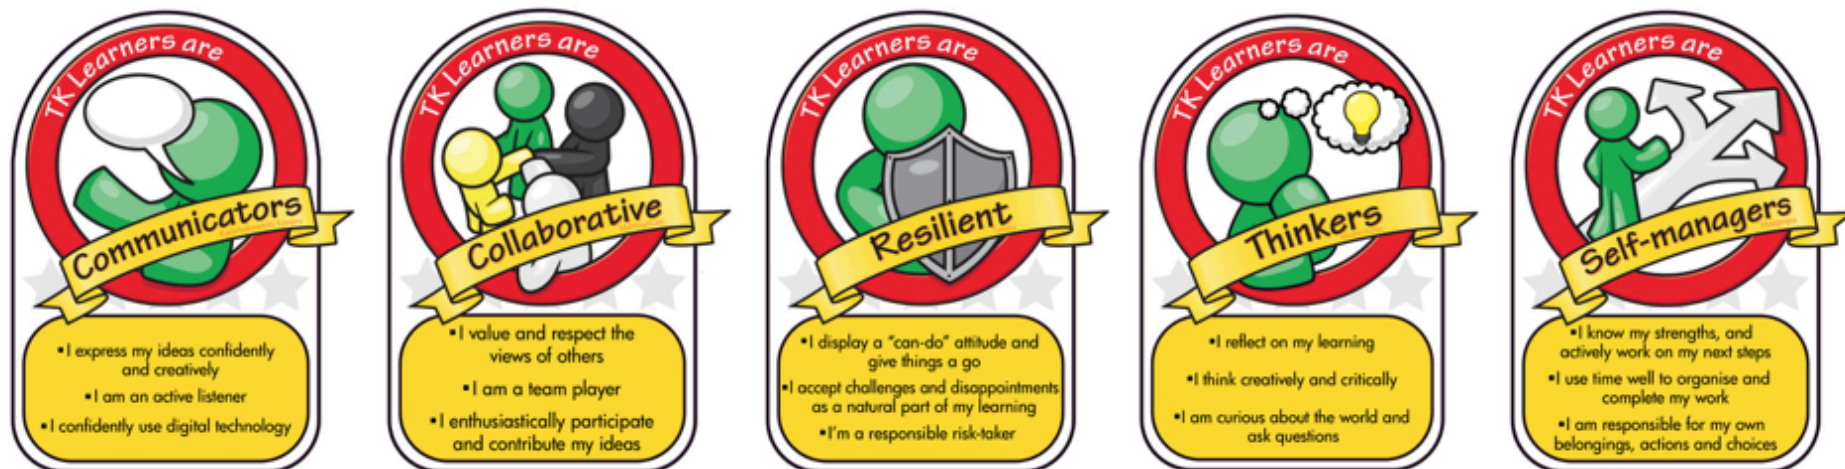 TK Learners are
Communicators
▪I express my ideas confidently
and creatively
▪I am an active listener
▪I confidently use digital technology
TK Learners are
Collaborative
▪I value and respect the
views of others
▪I am a team player
▪I enthusiastically participate
and contribute my ideas
TK Learners are
Resilient
▪I display a "can-do" attitude and
give things a go
▪I accept challenges and disappointments
as a natural part of my learning
▪I'm a responsible risk-taker
TK Learners are
Thinkers
▪I reflect on my learning
▪I think creatively and critically
▪I am curious about the world and
ask questions
TK Learners are
Self-managers
▪I know my strengths, and
actively work on my next steps
▪I use time well to organise and
complete my work
▪I am responsible for my own
belongings, actions and choices